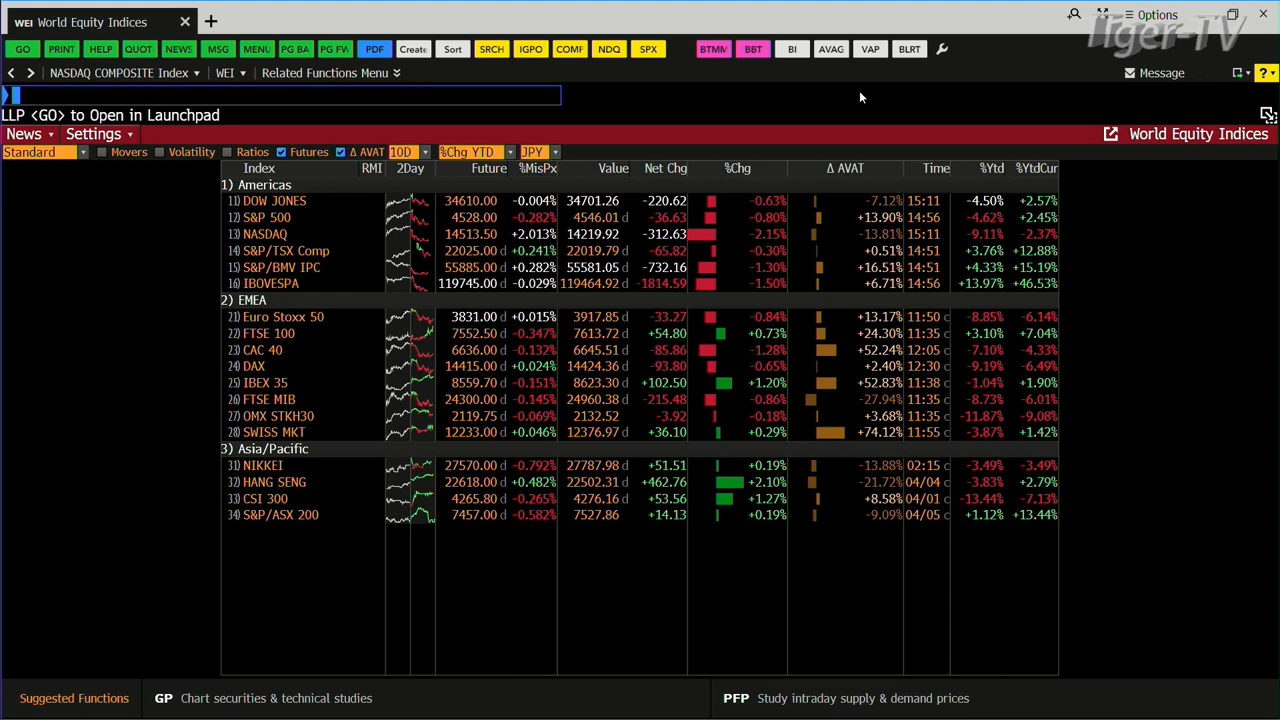 WEI World Equity Indices
Options
Tiger-TV
GO PRINT HELP QUOT NEWS MSG MENU PG BA PG FW PDF Create Sort SRCH IGPO COMF NDQ SPX BTMM BBT BI AVAG VAP BLRT
NASDAQ COMPOSITE Index WEI Related Functions Menu Message ?
LLP <GO> to Open in Launchpad
News Settings World Equity Indices
Standard Movers Volatility Ratios Futures Δ AVAT 10D %Chg YTD JPY
Index RMI 2Day Future %MisPx Value Net Chg %Chg Δ AVAT Time %Ytd %YtdCur
1) Americas
11) DOW JONES 34610.00 -0.004% 34701.26 -220.62 -0.63% -7.12% 15:11 -4.50% +2.57%
12) S&P 500 4528.00 -0.282% 4546.01 d -36.63 -0.80% +13.90% 14:56 -4.62% +2.45%
13) NASDAQ 14513.50 +2.013% 14219.92 -312.63 -2.15% -13.81% 15:11 -9.11% -2.37%
14) S&P/TSX Comp 22025.00 d +0.241% 22019.79 d -65.82 -0.30% +0.51% 14:51 +3.76% +12.88%
15) S&P/BMV IPC 55885.00 d +0.282% 55581.05 d -732.16 -1.30% +16.51% 14:51 +4.33% +15.19%
16) IBOVESPA 119745.00 d -0.029% 119464.92 d -1814.59 -1.50% +6.71% 14:56 +13.97% +46.53%
2) EMEA
21) Euro Stoxx 50 3831.00 d +0.015% 3917.85 d -33.27 -0.84% +13.17% 11:50 c -8.85% -6.14%
22) FTSE 100 7552.50 d -0.347% 7613.72 d +54.80 +0.73% +24.30% 11:35 c +3.10% +7.04%
23) CAC 40 6636.00 d -0.132% 6645.51 d -85.86 -1.28% +52.24% 12:05 c -7.10% -4.33%
24) DAX 14415.00 d +0.024% 14424.36 d -93.80 -0.65% +2.40% 12:30 c -9.19% -6.49%
25) IBEX 35 8559.70 d -0.151% 8623.30 d +102.50 +1.20% +52.83% 11:38 c -1.04% +1.90%
26) FTSE MIB 24300.00 d -0.145% 24960.38 d -215.48 -0.86% -27.94% 11:35 c -8.73% -6.01%
27) OMX STKH30 2119.75 d -0.069% 2132.52 d -3.92 -0.18% +3.68% 11:35 c -11.87% -9.08%
28) SWISS MKT 12233.00 d +0.046% 12376.97 d +36.10 +0.29% +74.12% 11:55 c -3.87% +1.42%
3) Asia/Pacific
31) NIKKEI 27570.00 d -0.792% 27787.98 d +51.51 +0.19% -13.88% 02:15 c -3.49% -3.49%
32) HANG SENG 22618.00 d +0.482% 22502.31 d +462.76 +2.10% -21.72% 04/04 c -3.83% +2.79%
33) CSI 300 4265.80 d -0.265% 4276.16 d +53.56 +1.27% +8.58% 04/01 c -13.44% -7.13%
34) S&P/ASX 200 7457.00 d -0.582% 7527.86 +14.13 +0.19% -9.09% 04/05 c +1.12% +13.44%
Suggested Functions GP Chart securities & technical studies PFP Study intraday supply & demand prices